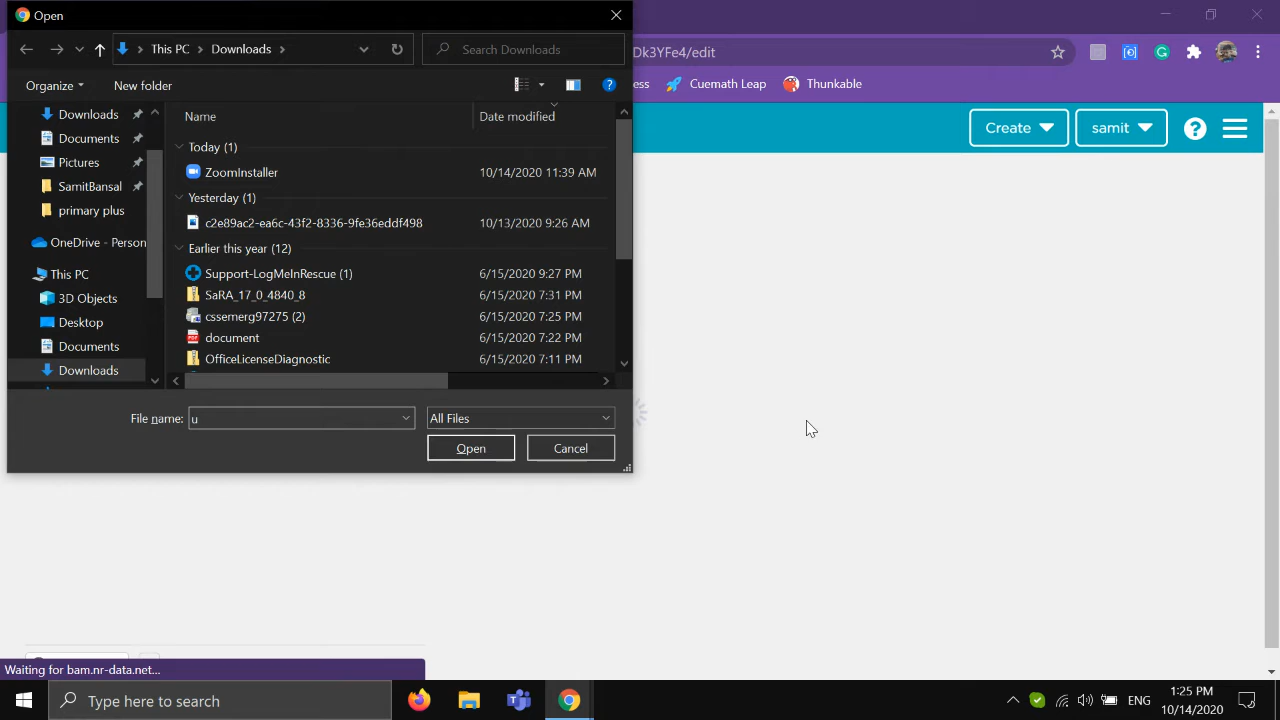 Open
This PC
Downloads
Search Downloads
Dk3YFe4/edit
Organize
New folder
ess
Cuemath Leap
Thunkable
Downloads
Documents
Pictures
SamitBansal
primary plus
OneDrive - Person
This PC
3D Objects
Desktop
Documents
Downloads
Name
Date modified
Today (1)
ZoomInstaller
10/14/2020 11:39 AM
Yesterday (1)
c2e89ac2-ea6c-43f2-8336-9fe36eddf498
10/13/2020 9:26 AM
Earlier this year (12)
Support-LogMeInRescue (1)
6/15/2020 9:27 PM
SaRA_17_0_4840_8
6/15/2020 7:31 PM
cssemerg97275 (2)
6/15/2020 7:25 PM
document
6/15/2020 7:22 PM
OfficeLicenseDiagnostic
6/15/2020 7:11 PM
Create
samit
File name:
u
All Files
Open
Cancel
Waiting for bam.nr-data.net...
Type here to search
ENG
1:25 PM
10/14/2020